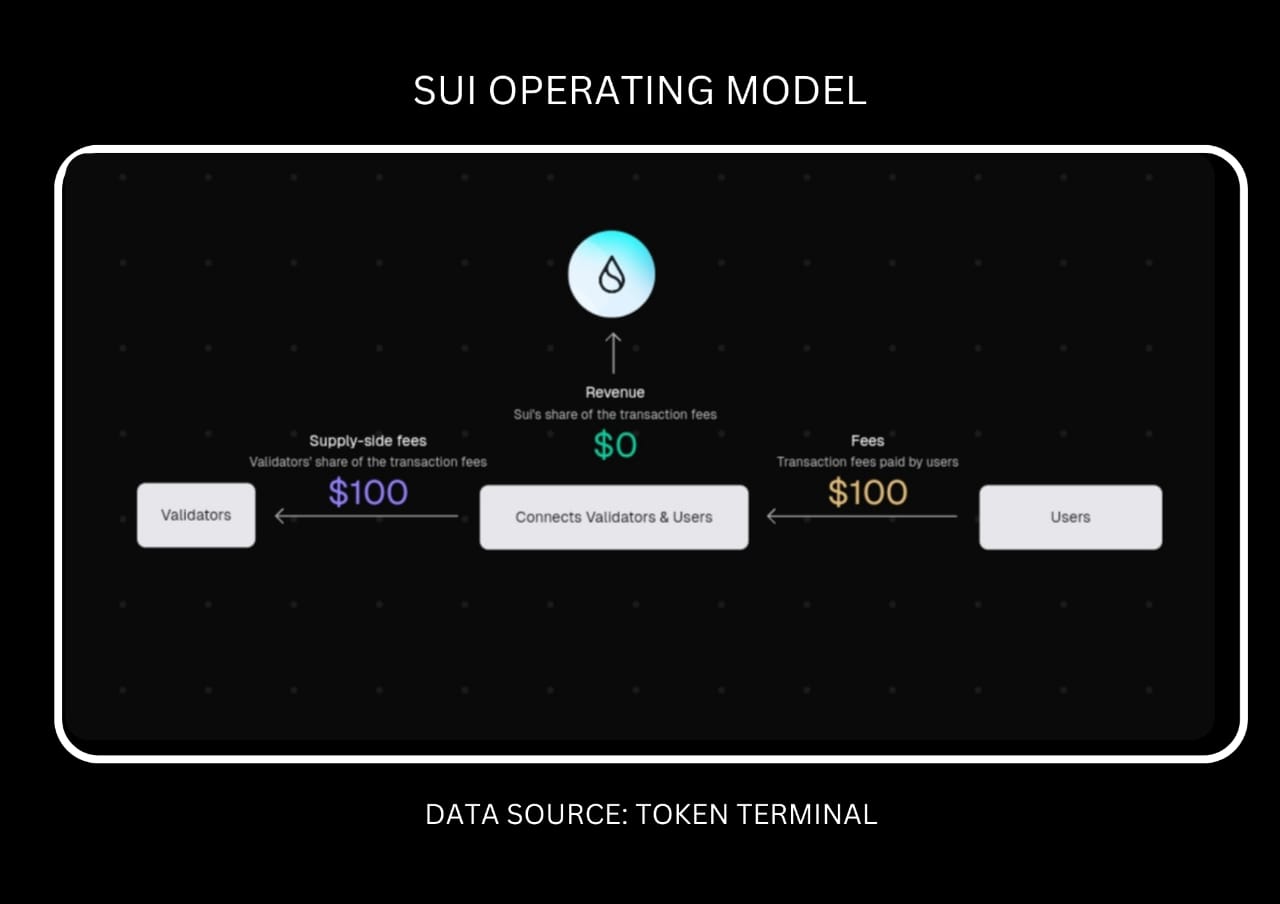 SUI OPERATING MODEL
Revenue
Sui's share of the transaction fees
$0
Supply-side fees
Validators' share of the transaction fees
$100
Fees
Transaction fees paid by users
$100
Validators
Connects Validators & Users
Users
DATA SOURCE: TOKEN TERMINAL